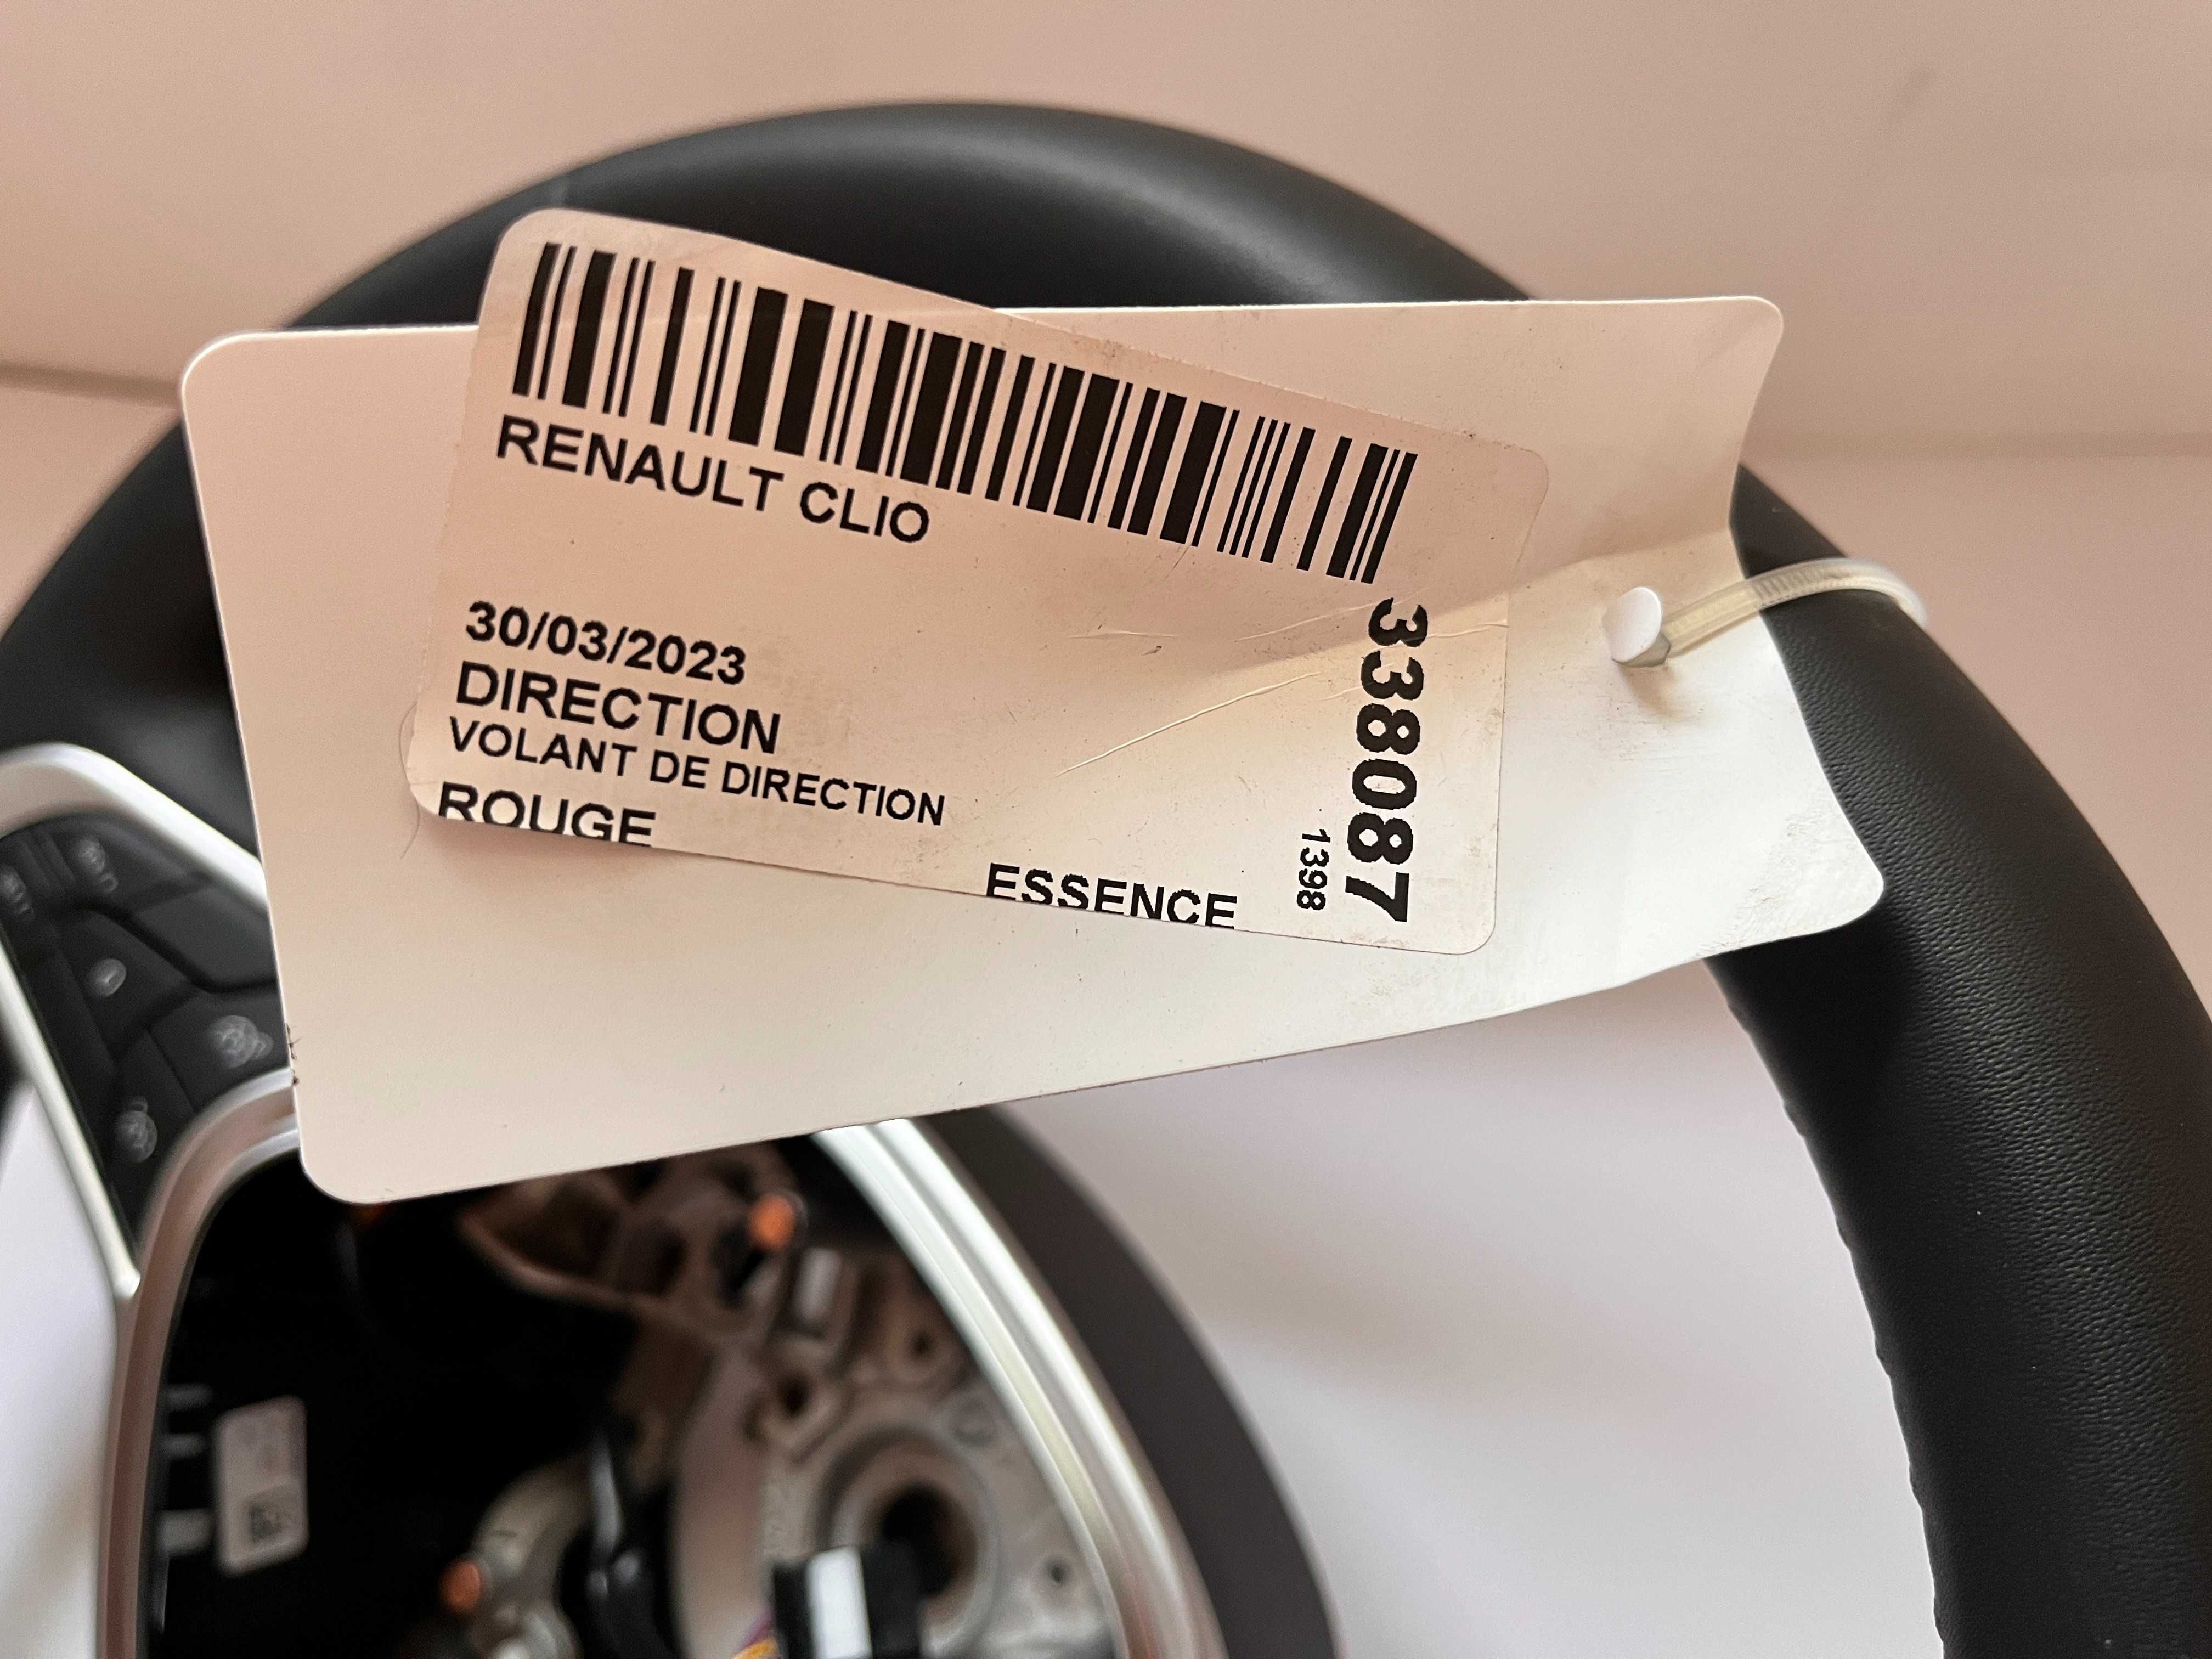 RENAULT CLIO
30/03/2023
DIRECTION
VOLANT DE DIRECTION
ROUGE
ESSENCE
338087
1398